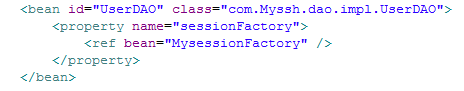 <bean id="UserDAO" class="com.Myssh.dao.impl.UserDAO">
<property name="sessionFactory">
<ref bean="MysessionFactory" />
</property>
</bean>